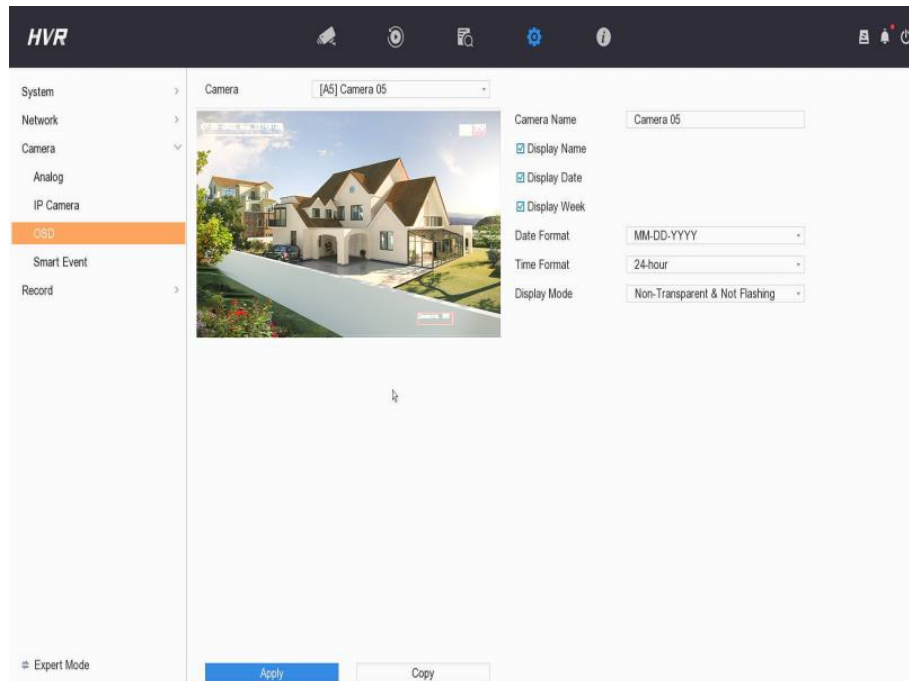 HVR
System
Network
Camera
Analog
IP Camera
OSD
Smart Event
Record
Expert Mode
Camera [A5] Camera 05
Camera Name Camera 05
Display Name
Display Date
Display Week
Date Format MM-DD-YYYY
Time Format 24-hour
Display Mode Non-Transparent & Not Flashing
Camera 05
Apply Copy